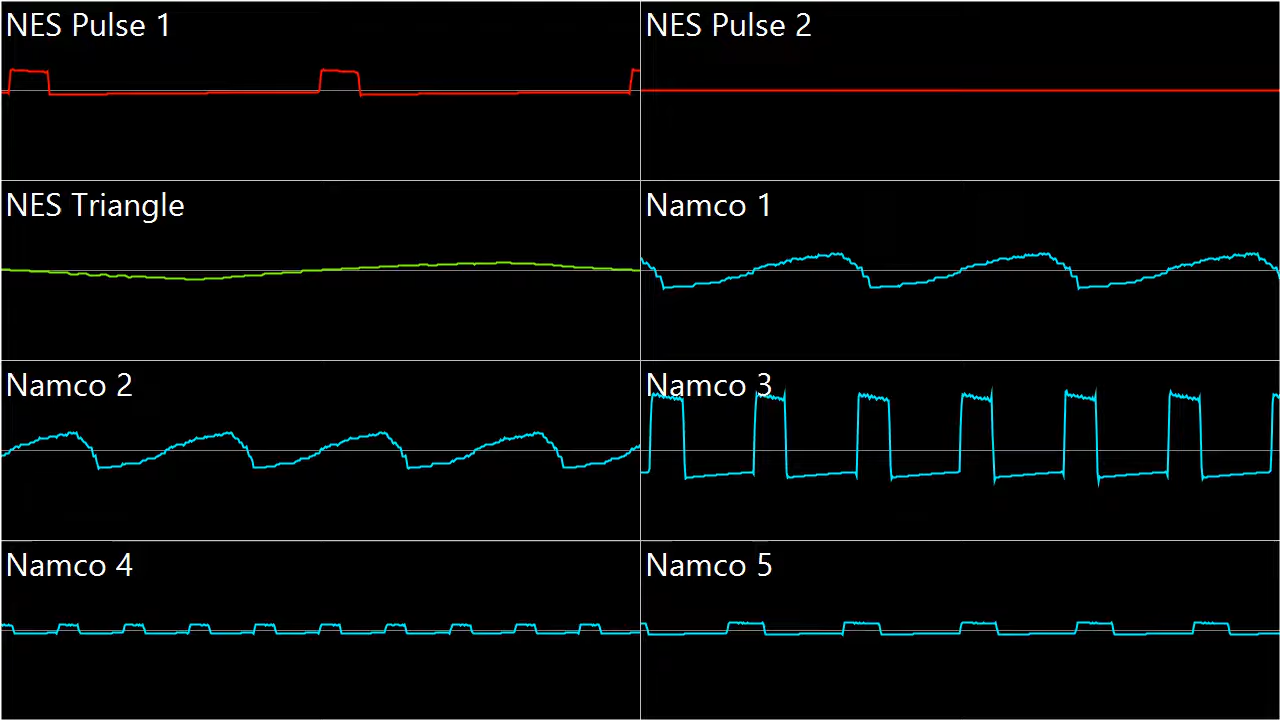 NES Pulse 1
NES Pulse 2
NES Triangle
Namco 1
Namco 2
Namco 3
Namco 4
Namco 5